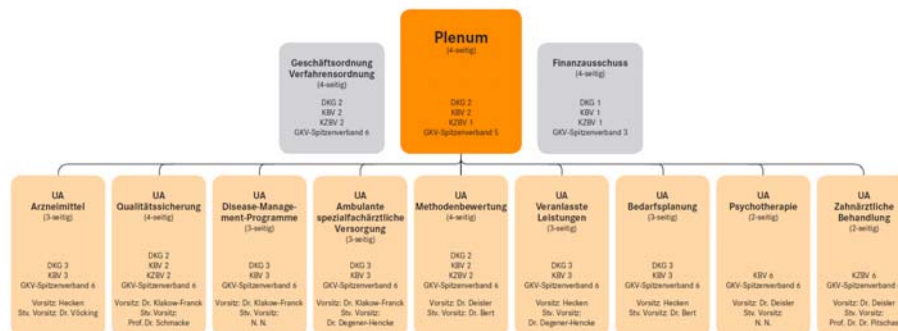 Plenum
(4-seitig)
DKG 2
KBV 2
KZBV 1
GKV-Spitzenverband 5
Geschäftsordnung
Verfahrensordnung
(4-seitig)
DKG 2
KBV 2
KZBV 2
GKV-Spitzenverband 6
Finanzausschuss
(4-seitig)
DKG 1
KBV 1
KZBV 1
GKV-Spitzenverband 3
UA
Arzneimittel
(3-seitig)
DKG 3
KBV 3
GKV-Spitzenverband 6
Vorsitz: Hecken
Stv. Vorsitz: Dr. Vöcking
UA
Qualitätssicherung
(4-seitig)
DKG 2
KBV 2
KZBV 2
GKV-Spitzenverband 6
Vorsitz: Dr. Klakow-Franck
Stv. Vorsitz:
Prof. Dr. Schmacke
UA
Disease-Manage-
ment-Programme
(3-seitig)
DKG 3
KBV 3
GKV-Spitzenverband 6
Vorsitz: Dr. Klakow-Franck
Stv. Vorsitz:
N. N.
UA
Ambulante
spezialfachärztliche
Versorgung
(3-seitig)
DKG 3
KBV 3
GKV-Spitzenverband 6
Vorsitz: Dr. Klakow-Franck
Stv. Vorsitz:
Dr. Degener-Hencke
UA
Methodenbewertung
(4-seitig)
DKG 2
KBV 2
KZBV 2
GKV-Spitzenverband 6
Vorsitz: Dr. Deisler
Stv. Vorsitz: Dr. Bert
UA
Veranlasste
Leistungen
(3-seitig)
DKG 3
KBV 3
GKV-Spitzenverband 6
Vorsitz: Hecken
Stv. Vorsitz:
Dr. Degener-Hencke
UA
Bedarfsplanung
(3-seitig)
DKG 3
KBV 3
GKV-Spitzenverband 6
Vorsitz: Hecken
Stv. Vorsitz: Dr. Bert
UA
Psychotherapie
(2-seitig)
KBV 6
GKV-Spitzenverband 6
Vorsitz: Dr. Deisler
Stv. Vorsitz:
N. N.
UA
Zahnärztliche
Behandlung
(2-seitig)
KZBV 6
GKV-Spitzenverband 6
Vorsitz: Dr. Deisler
Stv. Vorsitz:
Prof. Dr. Dr. Pitschas